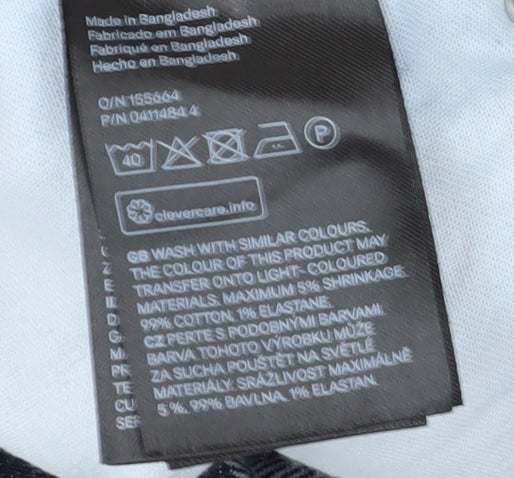 Made in Bangladesh
Fabricado em Bangladesh
Fabriqué en Bangladesh
Hecho en Bangladesh
O/N 155664
P/N 0411484.4
40
P
clevercare.info
GB WASH WITH SIMILAR COLOURS.
THE COLOUR OF THIS PRODUCT MAY
TRANSFER ONTO LIGHT- COLOURED
MATERIALS. MAXIMUM 5% SHRINKAGE.
99% COTTON, 1% ELASTANE.
CZ PERTE S PODOBNÝMI BARVAMI.
BARVA TOHOTO VÝROBKU MŮŽE
ZA SUCHA POUŠTĚT NA SVĚTLÉ
MATERIÁLY. SRÁŽLIVOST MAXIMÁLNĚ
5 %. 99% BAVLNA, 1% ELASTAN.